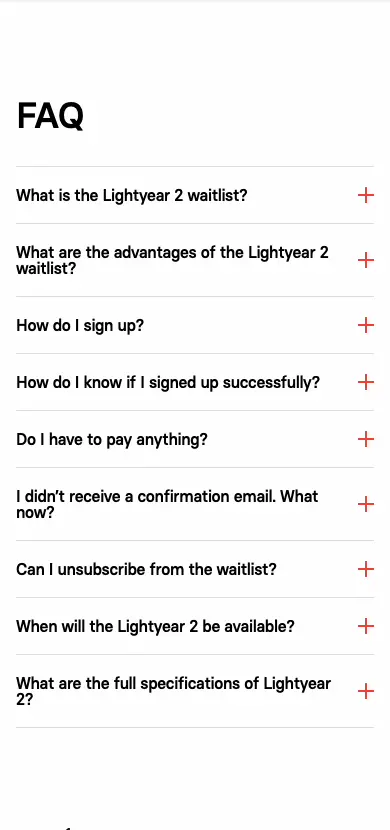 FAQ
What is the Lightyear 2 waitlist?
What are the advantages of the Lightyear 2
waitlist?
How do I sign up?
How do I know if I signed up successfully?
Do I have to pay anything?
I didn’t receive a confirmation email. What
now?
Can I unsubscribe from the waitlist?
When will the Lightyear 2 be available?
What are the full specifications of Lightyear
2?